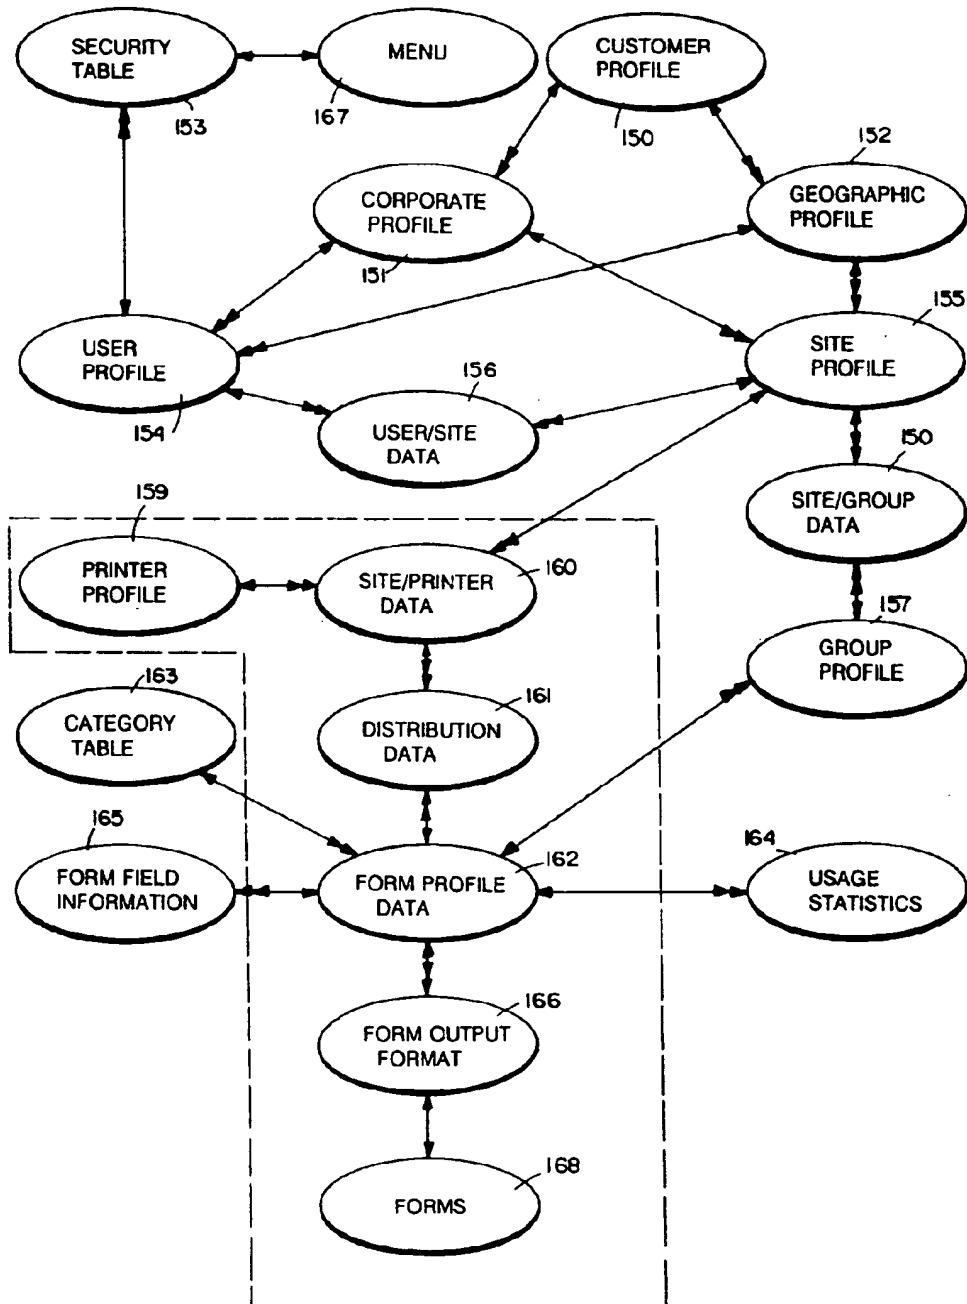 SECURITY
TABLE
153
MENU
167
CUSTOMER
PROFILE
150
152
GEOGRAPHIC
PROFILE
CORPORATE
PROFILE
151
155
SITE
PROFILE
USER
PROFILE
154
156
USER/SITE
DATA
150
SITE/GROUP
DATA
159
PRINTER
PROFILE
SITE/PRINTER
DATA
160
157
GROUP
PROFILE
163
CATEGORY
TABLE
161
DISTRIBUTION
DATA
165
FORM FIELD
INFORMATION
162
FORM PROFILE
DATA
164
USAGE
STATISTICS
166
FORM OUTPUT
FORMAT
168
FORMS